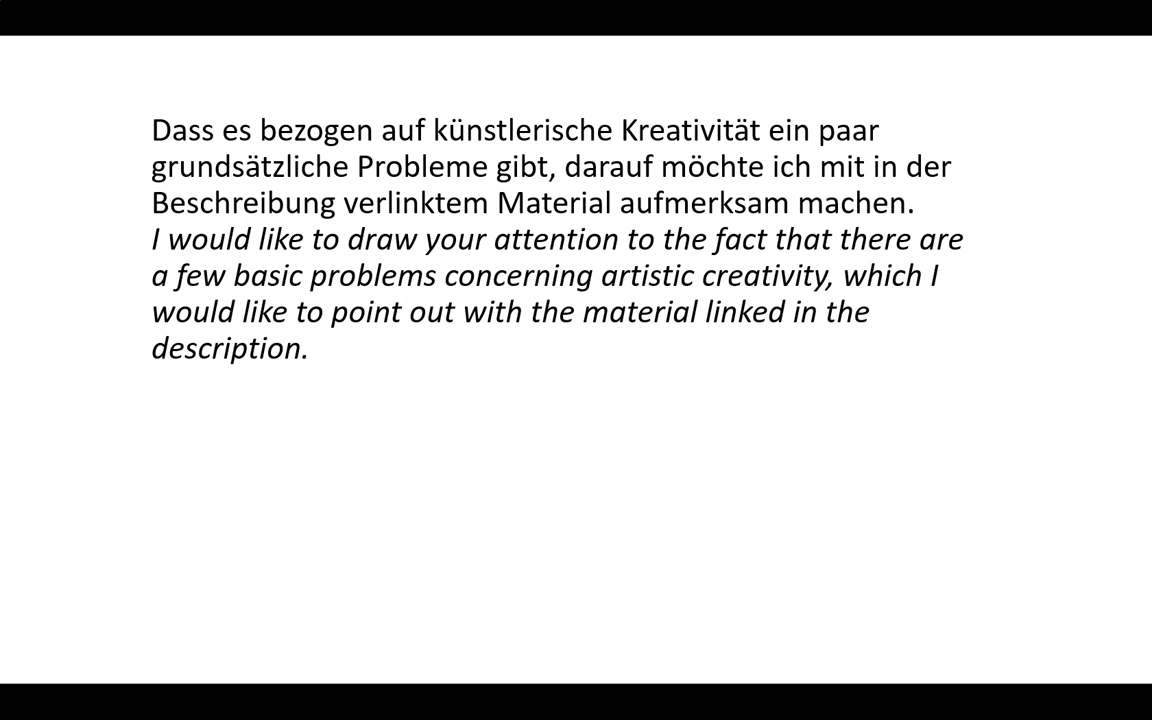 Dass es bezogen auf künstlerische Kreativität ein paar
grundsätzliche Probleme gibt, darauf möchte ich mit in der
Beschreibung verlinktem Material aufmerksam machen.
I would like to draw your attention to the fact that there are
a few basic problems concerning artistic creativity, which I
would like to point out with the material linked in the
description.